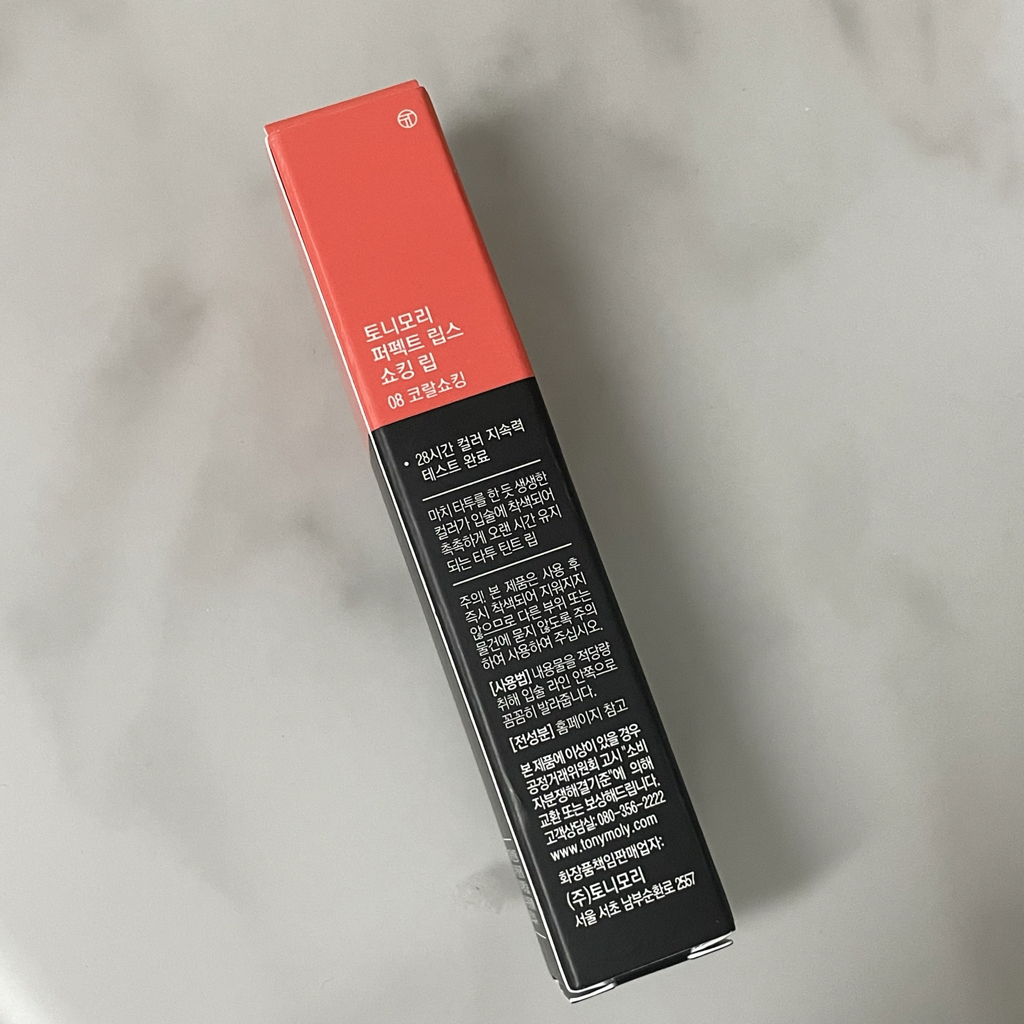 토니모리
퍼펙트 립스
쇼킹 립
08 코랄쇼킹
• 28시간 컬러 지속력
테스트 완료
마치 타투를 한 듯 생생한
컬러가 입술에 착색되어
촉촉하게 오랜 시간 유지
되는 타투 틴트 립
주의! 본 제품은 사용 후
즉시 착색되어 지워지지
않으므로 다른 부위 또는
물건에 묻지 않도록 주의
하여 사용하여 주십시오.
[사용법] 내용물을 적당량
취해 입술 라인 안쪽으로
꼼꼼히 발라줍니다.
[전성분] 홈페이지 참고
본 제품에 이상이 있을 경우
공정거래위원회 고시 "소비
자분쟁해결기준"에 의해
교환 또는 보상해드립니다.
고객상담실: 080-356-2222
www.tonymoly.com
화장품책임판매업자:
(주)토니모리
서울 서초 남부순환로 2557